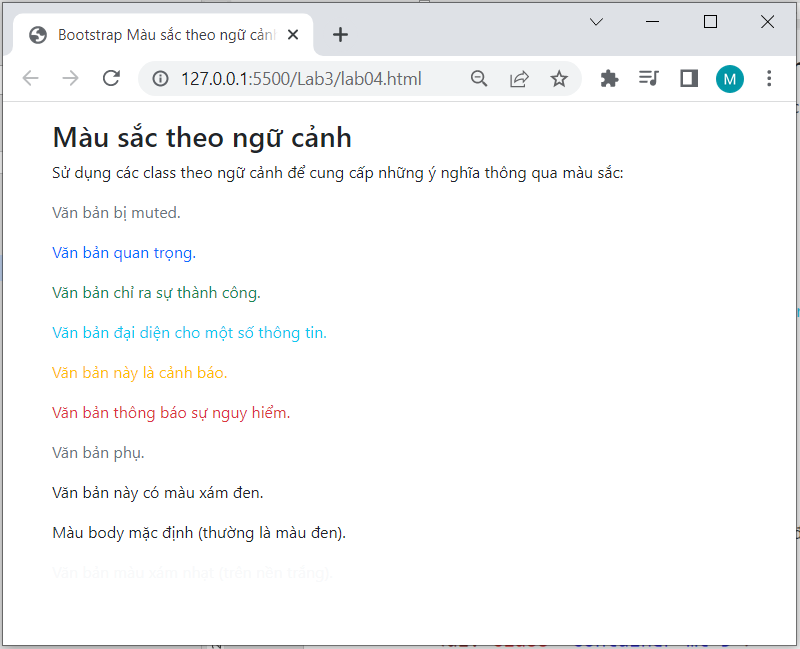 Bootstrap Màu sắc theo ngữ cản
127.0.0.1:5500/Lab3/lab04.html
M
Màu sắc theo ngữ cảnh
Sử dụng các class theo ngữ cảnh để cung cấp những ý nghĩa thông qua màu sắc:
Văn bản bị muted.
Văn bản quan trọng.
Văn bản chỉ ra sự thành công.
Văn bản đại diện cho một số thông tin.
Văn bản này là cảnh báo.
Văn bản thông báo sự nguy hiểm.
Văn bản phụ.
Văn bản này có màu xám đen.
Màu body mặc định (thường là màu đen).
Văn bản màu xám nhạt (trên nền trắng).